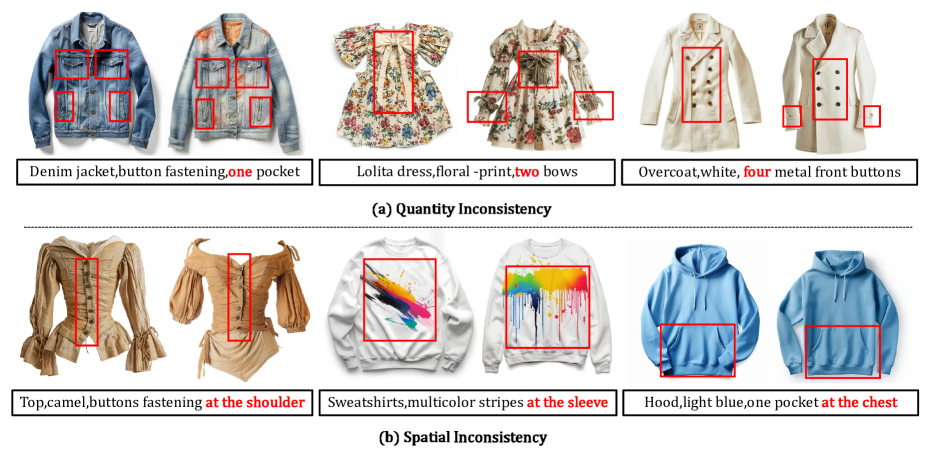 Denim jacket,button fastening,one pocket
Lolita dress,floral -print,two bows
Overcoat,white, four metal front buttons
(a) Quantity Inconsistency
Top,camel,buttons fastening at the shoulder
Sweatshirts,multicolor stripes at the sleeve
Hood,light blue,one pocket at the chest
(b) Spatial Inconsistency